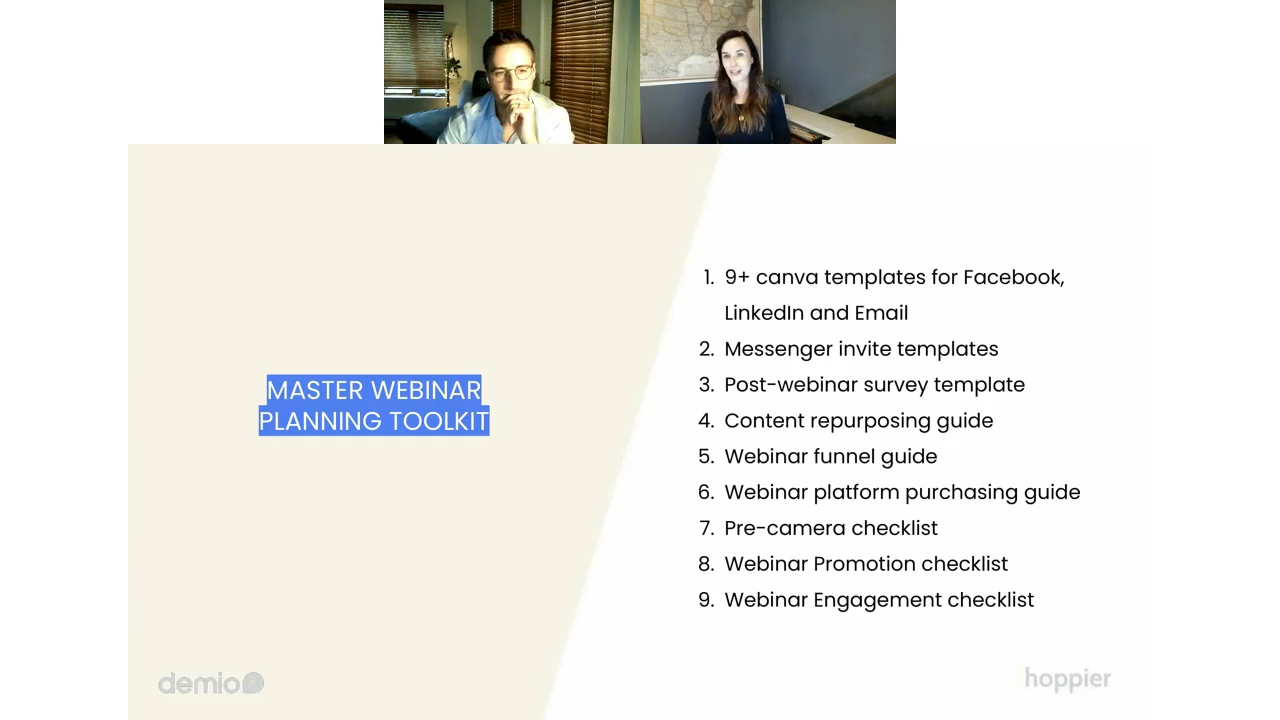 MASTER WEBINAR
PLANNING TOOLKIT
1. 9+ canva templates for Facebook,
LinkedIn and Email
2. Messenger invite templates
3. Post-webinar survey template
4. Content repurposing guide
5. Webinar funnel guide
6. Webinar platform purchasing guide
7. Pre-camera checklist
8. Webinar Promotion checklist
9. Webinar Engagement checklist
demio
hoppier